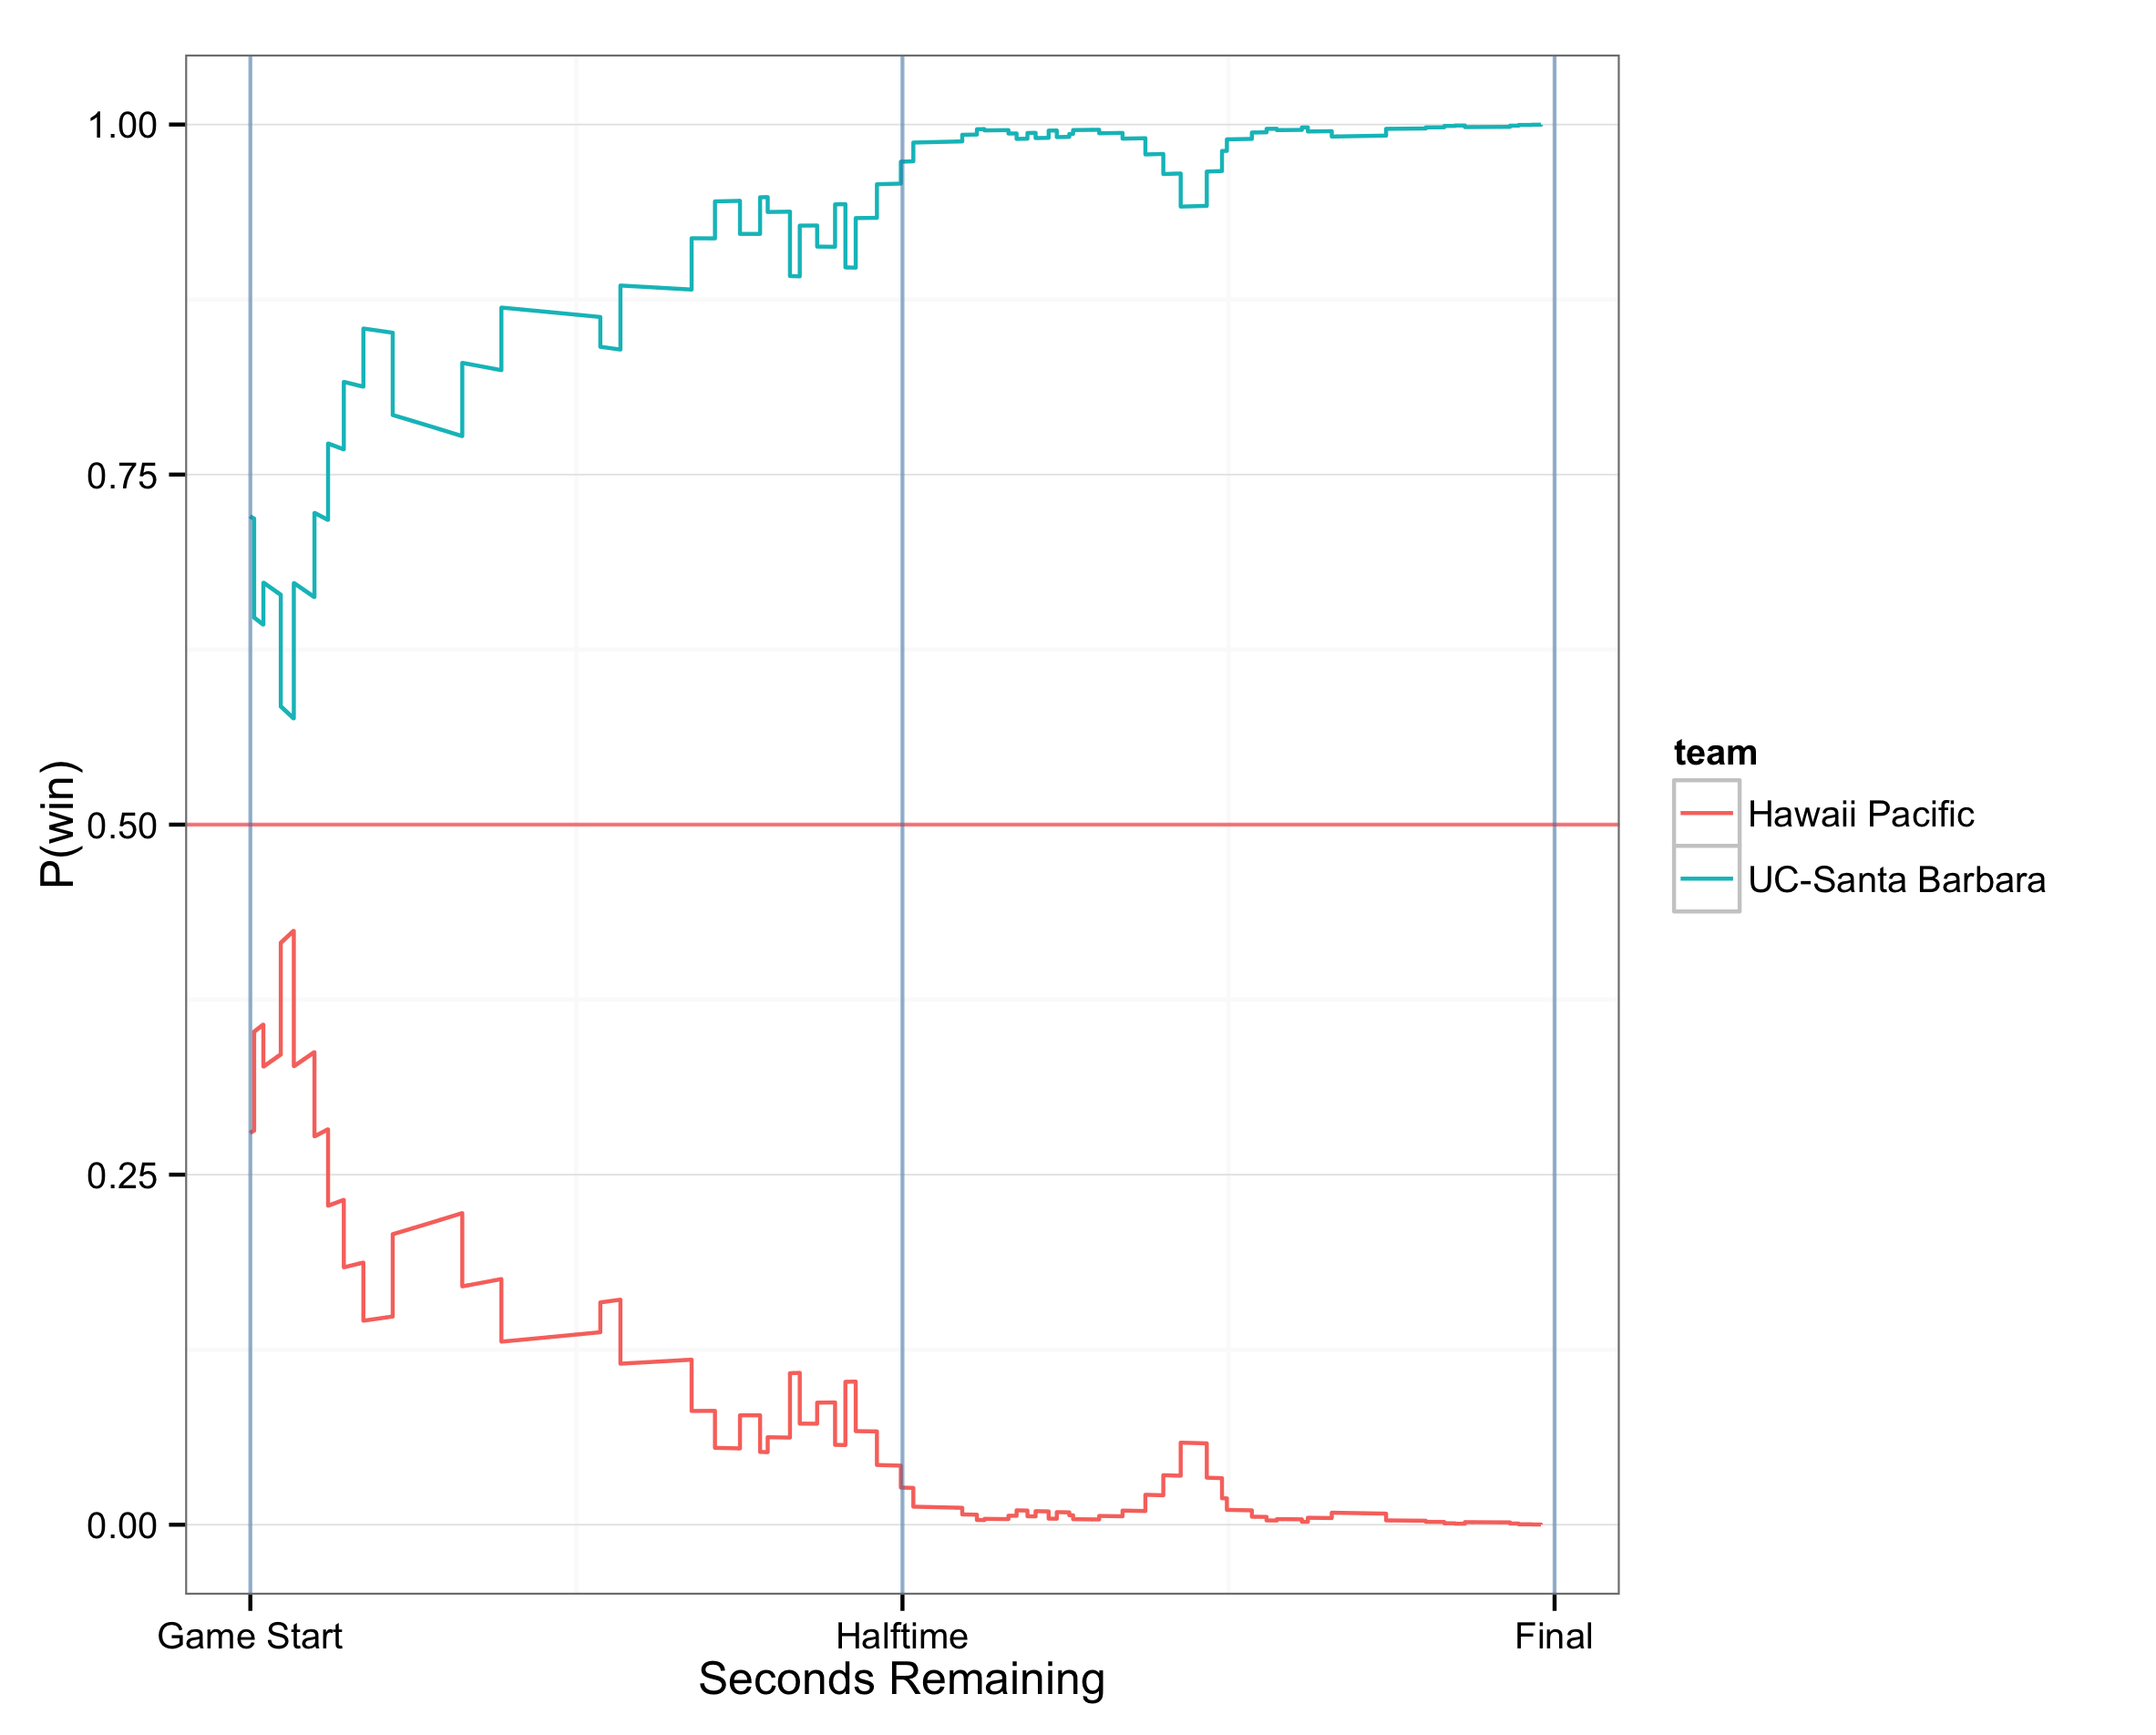 P(win)
1.00
0.75
0.50
0.25
0.00
Game Start
Halftime
Final
Seconds Remaining
team
Hawaii Pacific
UC-Santa Barbara